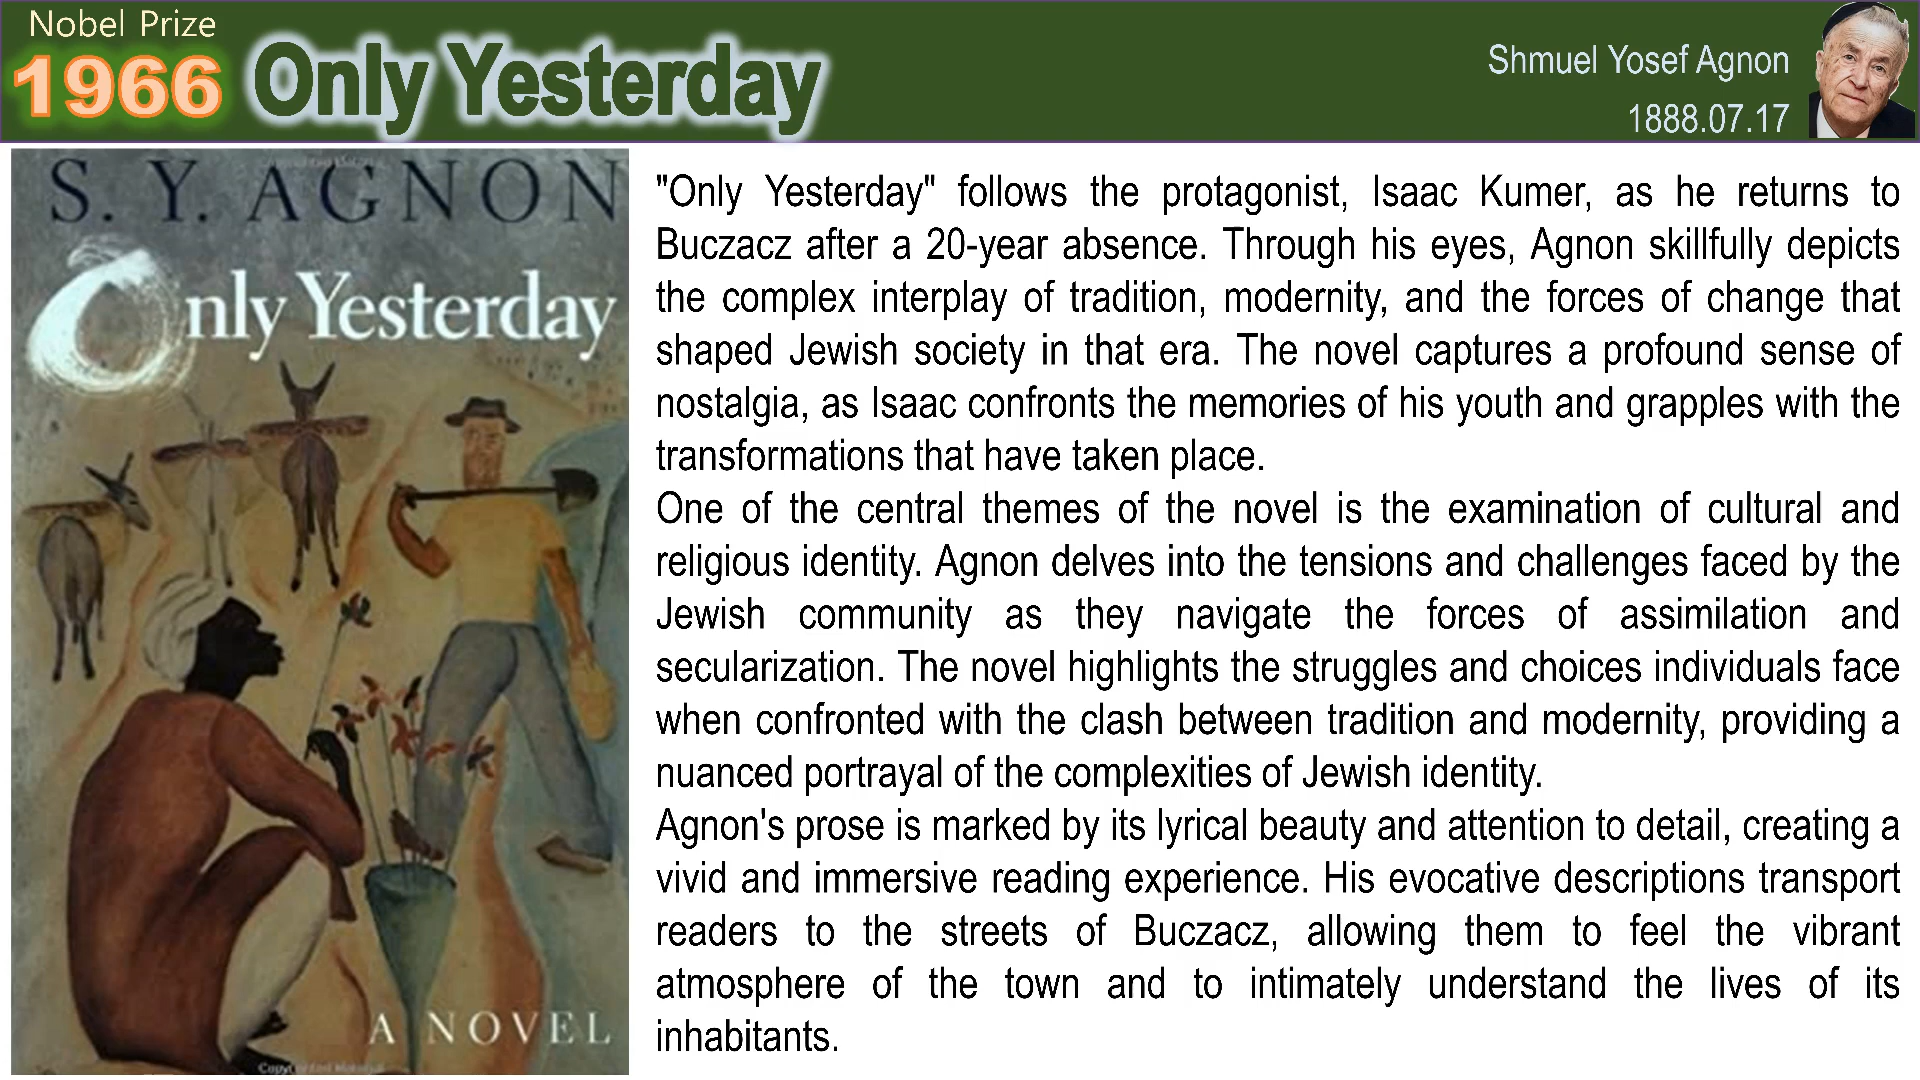 Nobel Prize
1966
Only Yesterday
Shmuel Yosef Agnon
1888.07.17
S. Y. AGNON
Only Yesterday
A NOVEL
Copyrighted Material
"Only Yesterday" follows the protagonist, Isaac Kumer, as he returns to
Buczacz after a 20-year absence. Through his eyes, Agnon skillfully depicts
the complex interplay of tradition, modernity, and the forces of change that
shaped Jewish society in that era. The novel captures a profound sense of
nostalgia, as Isaac confronts the memories of his youth and grapples with the
transformations that have taken place.
One of the central themes of the novel is the examination of cultural and
religious identity. Agnon delves into the tensions and challenges faced by the
Jewish community as they navigate the forces of assimilation and
secularization. The novel highlights the struggles and choices individuals face
when confronted with the clash between tradition and modernity, providing a
nuanced portrayal of the complexities of Jewish identity.
Agnon's prose is marked by its lyrical beauty and attention to detail, creating a
vivid and immersive reading experience. His evocative descriptions transport
readers to the streets of Buczacz, allowing them to feel the vibrant
atmosphere of the town and to intimately understand the lives of its
inhabitants.